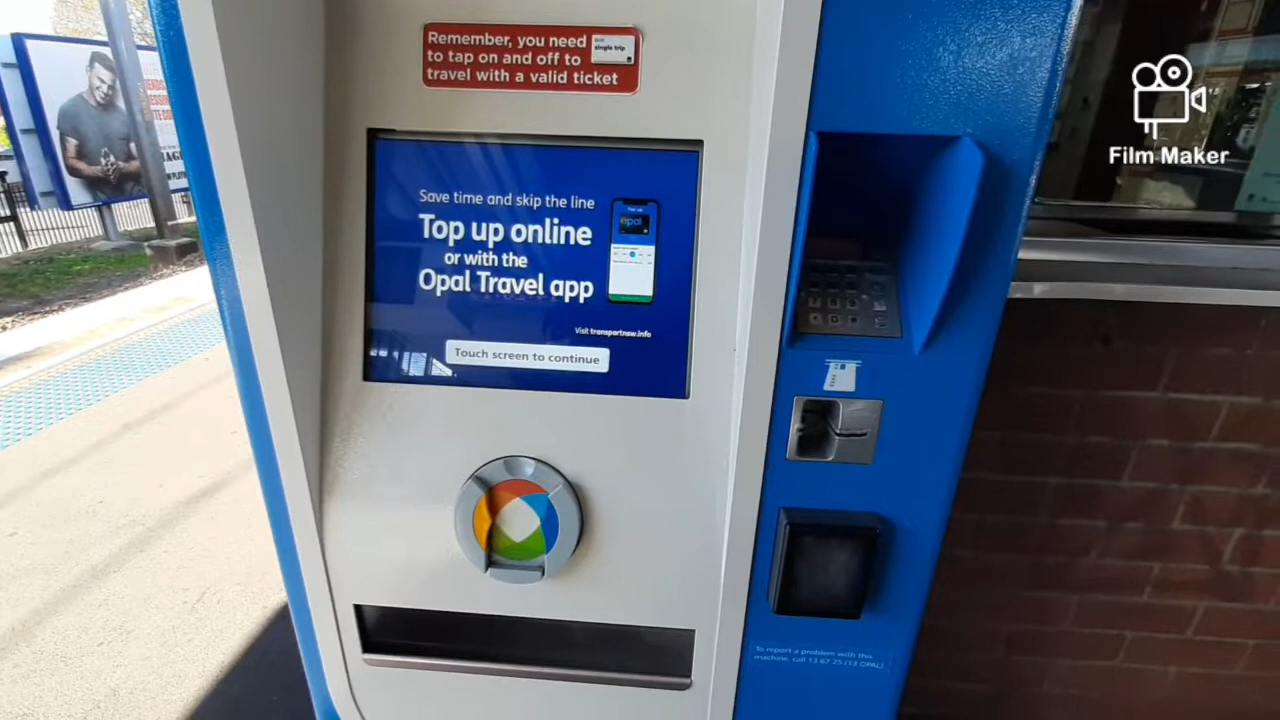 Remember, you need
to tap on and off to
travel with a valid ticket
single trip
Save time and skip the line
Top up online
or with the
Opal Travel app
opal
Visit transportnsw.info
Touch screen to continue
Film Maker
To report a problem with this
machine, call 13 67 25 (13 OPAL).